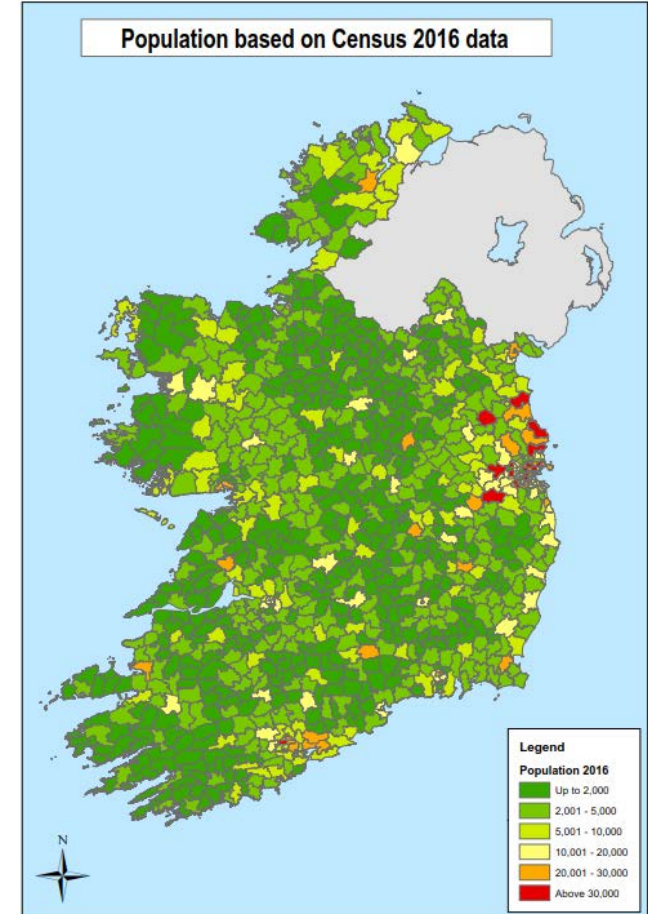 Population based on Census 2016 data
Legend
Population 2016
Up to 2,000
2,001 - 5,000
5,001 - 10,000
10,001 - 20,000
20,001 - 30,000
Above 30,000
N